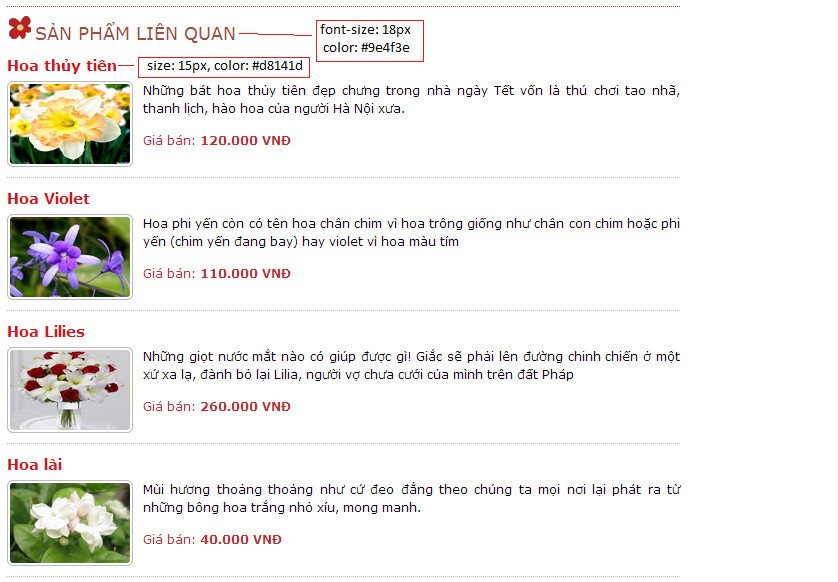 SẢN PHẨM LIÊN QUAN
font-size: 18px
color: #9e4f3e
Hoa thủy tiên
size: 15px, color: #d8141d
Những bát hoa thủy tiên đẹp chưng trong nhà ngày Tết vốn là thú chơi tao nhã,
thanh lịch, hào hoa của người Hà Nội xưa.
Giá bán: 120.000 VNĐ
Hoa Violet
Hoa phi yến còn có tên hoa chân chim vì hoa trông giống như chân con chim hoặc phi
yến (chim yến đang bay) hay violet vì hoa màu tím
Giá bán: 110.000 VNĐ
Hoa Lilies
Những giọt nước mắt nào có giúp được gì! Giấc sẽ phải lên đường chinh chiến ở một
xứ xa lạ, đành bỏ lại Lilia, người vợ chưa cưới của mình trên đất Pháp
Giá bán: 260.000 VNĐ
Hoa lài
Mùi hương thoảng thoảng như cứ đeo đẳng theo chúng ta mọi nơi lại phát ra từ
những bông hoa trắng nhỏ xíu, mong manh.
Giá bán: 40.000 VNĐ